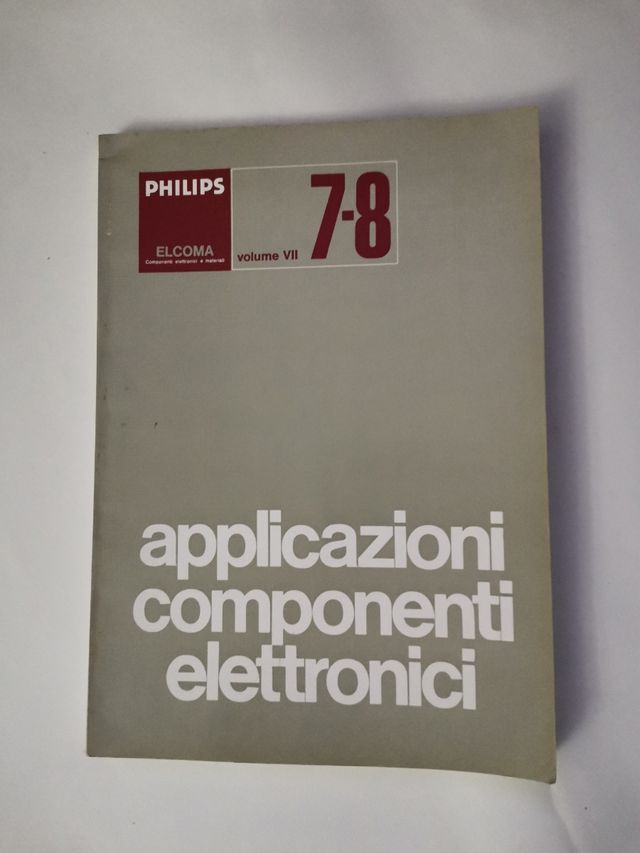 PHILIPS
ELCOMA
Componenti elettronici e materiali
volume VII
7-8
applicazioni
componenti
elettronici